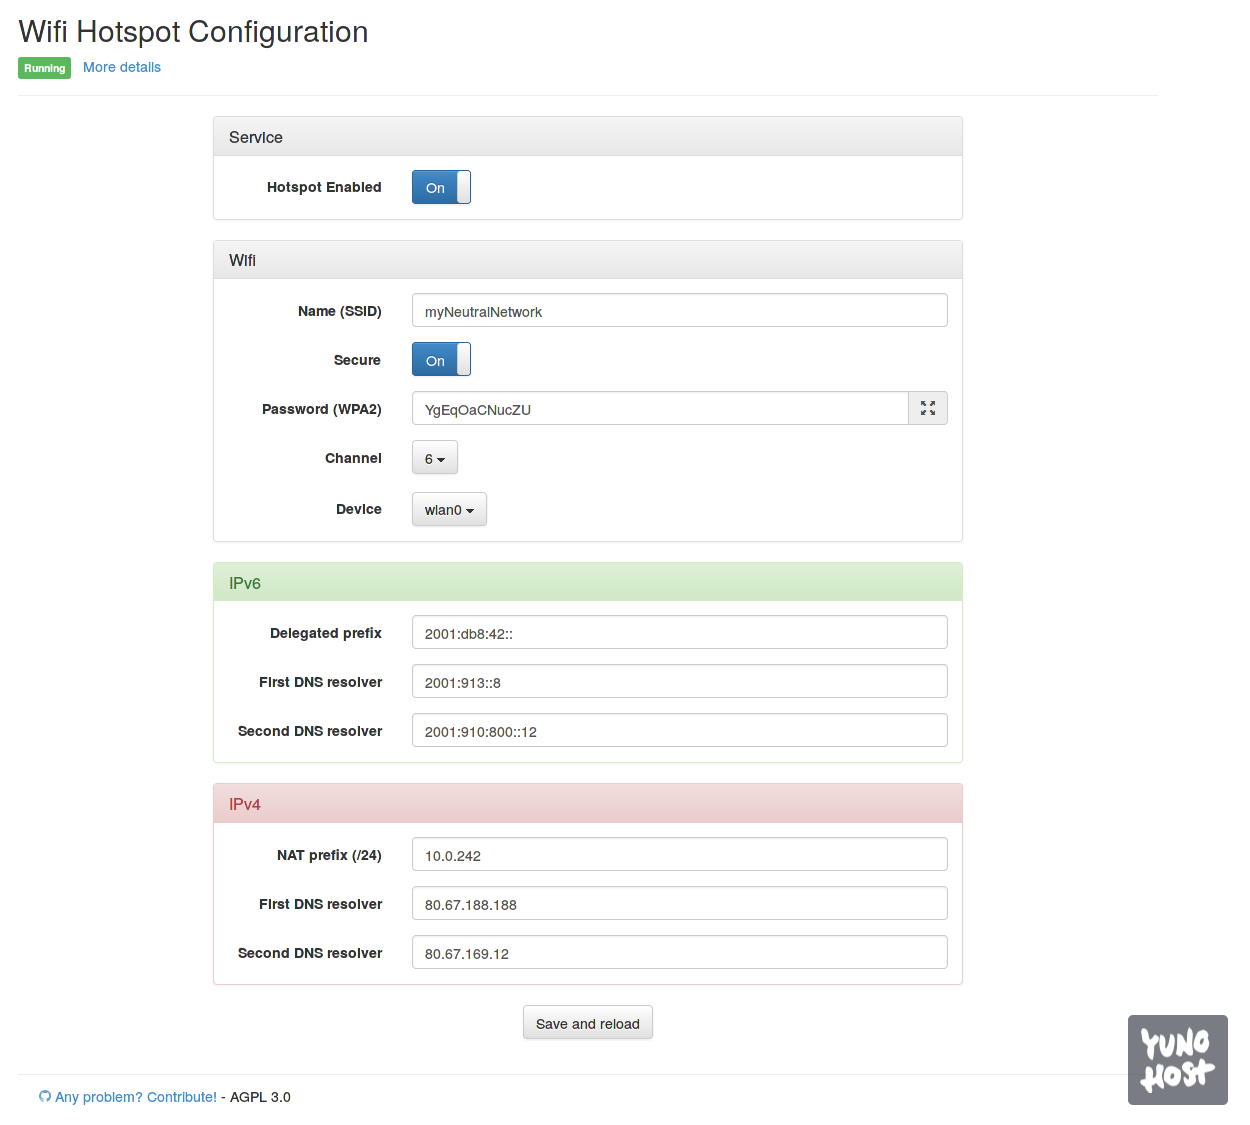 Wifi Hotspot Configuration
Running More details
Service
Hotspot Enabled On
Wifi
Name (SSID) myNeutralNetwork
Secure On
Password (WPA2) YgEqOaCNucZU
Channel 6
Device wlan0
IPv6
Delegated prefix 2001:db8:42::
First DNS resolver 2001:913::8
Second DNS resolver 2001:910:800::12
IPv4
NAT prefix (/24) 10.0.242
First DNS resolver 80.67.188.188
Second DNS resolver 80.67.169.12
Save and reload
YUNO
HOST
Any problem? Contribute! - AGPL 3.0